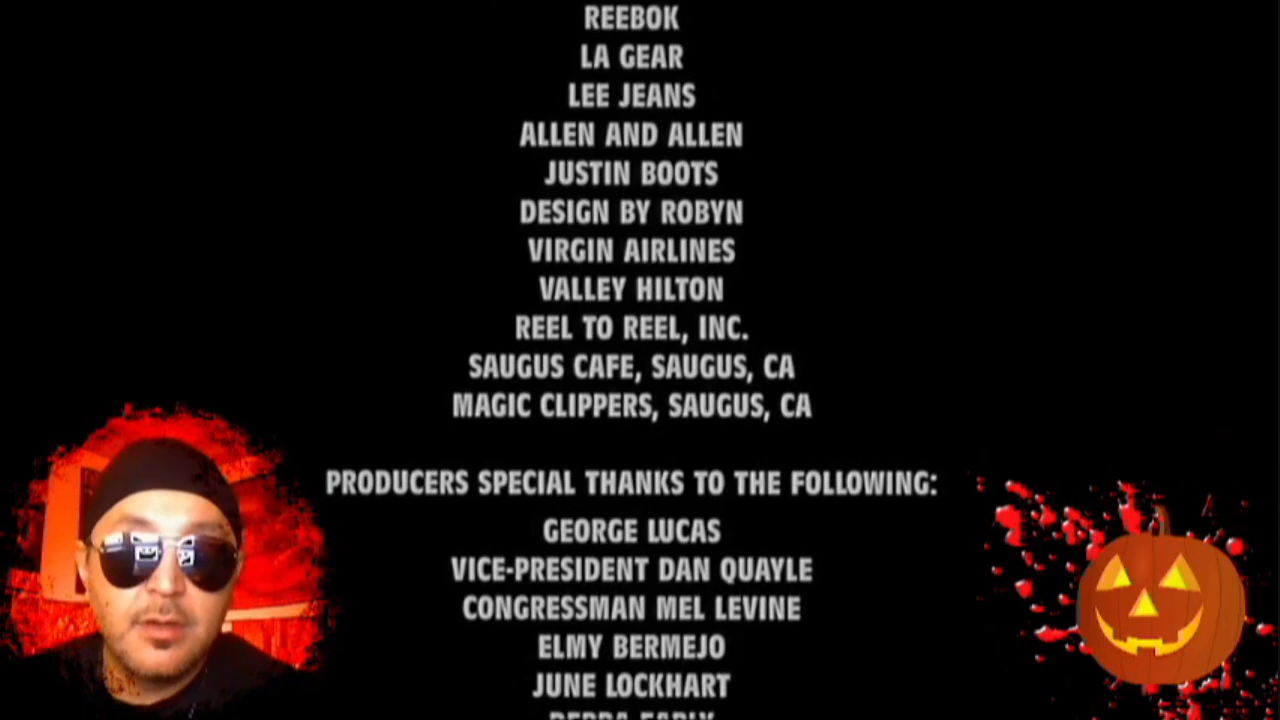 REEBOK
LA GEAR
LEE JEANS
ALLEN AND ALLEN
JUSTIN BOOTS
DESIGN BY ROBYN
VIRGIN AIRLINES
VALLEY HILTON
REEL TO REEL, INC.
SAUGUS CAFE, SAUGUS, CA
MAGIC CLIPPERS, SAUGUS, CA
PRODUCERS SPECIAL THANKS TO THE FOLLOWING:
GEORGE LUCAS
VICE-PRESIDENT DAN QUAYLE
CONGRESSMAN MEL LEVINE
ELMY BERMEJO
JUNE LOCKHART